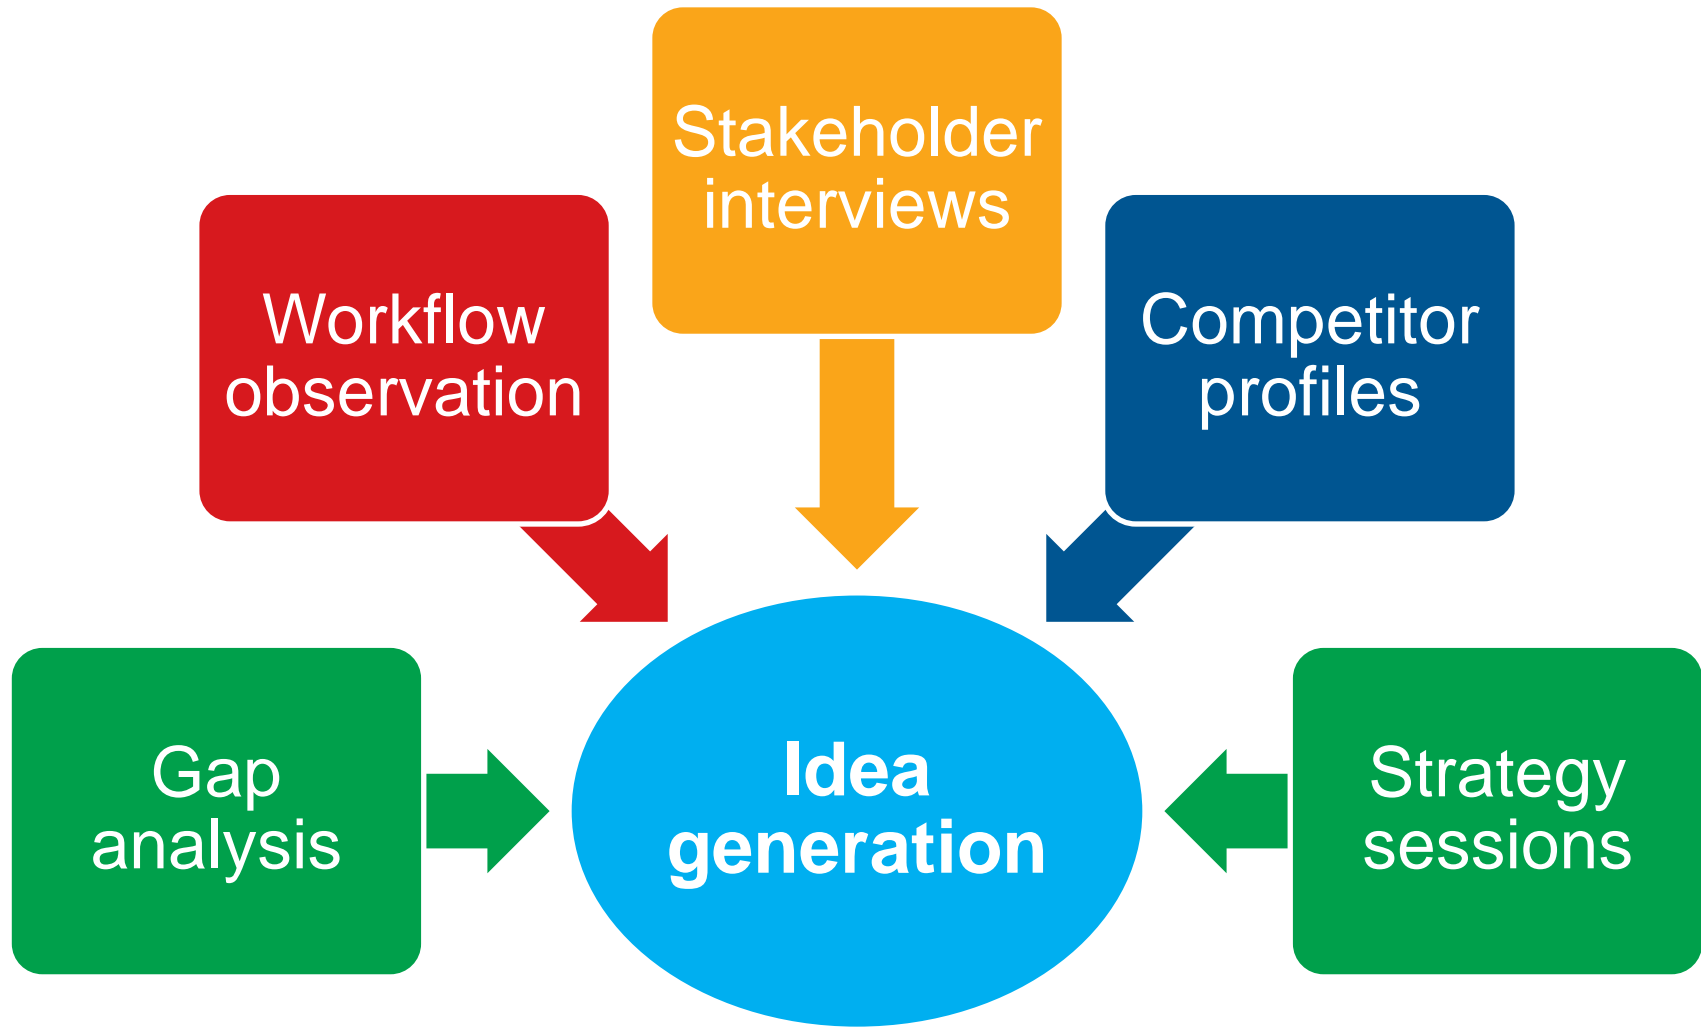 Stakeholder
interviews
Workflow
observation
Competitor
profiles
Gap
analysis
Idea
generation
Strategy
sessions